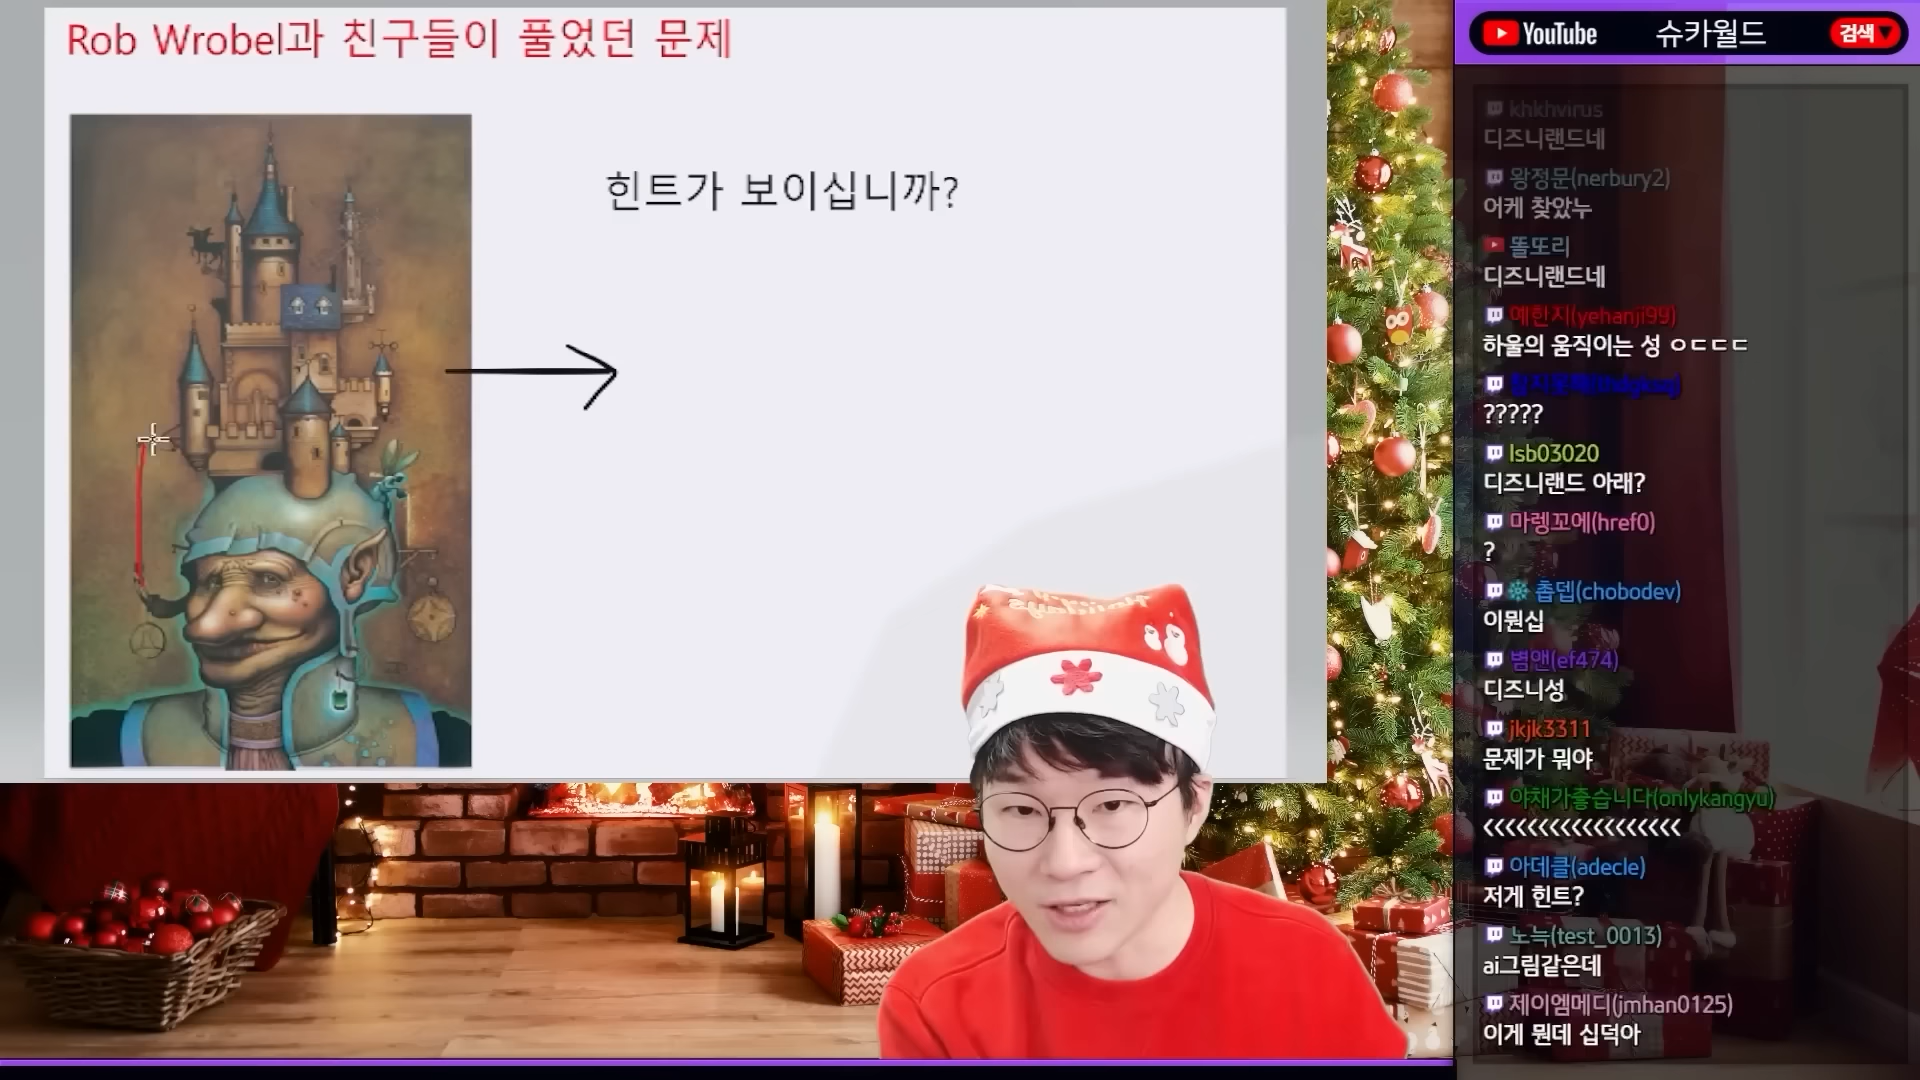 Rob Wrobel과 친구들이 풀었던 문제
힌트가 보이십니까?
YouTube 슈카월드 검색
khkhvirus
디즈니랜드네
왕정문(nerbury2)
어케 찾았누
똘또리
디즈니랜드네
예한지(yehanji99)
하울의 움직이는 성 ㅇㄷㄷㄷ
?????
lsb03020
디즈니랜드 아래?
마렝꼬에(href0)
?
촙뎁(chobodev)
이뭔십
볌앤(ef474)
디즈니성
jkjk3311
문제가 뭐야
야채가좋습니다(onlykangyu)
<<<<<<<<<<<<<<<<<<
아데클(adecle)
저게 힌트?
노늑(test_0013)
ai그림같은데
제이엠메디(jmhan0125)
이게 뭔데 십덕아